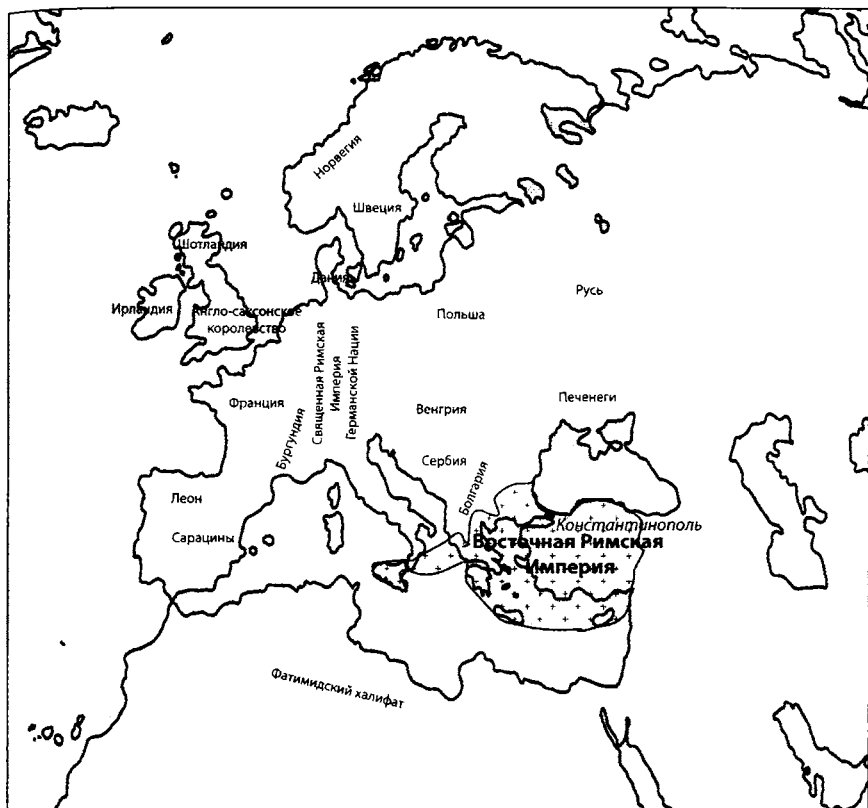 Норвегия
Швеция
Шотландия
Дания
Ирландия
Англо-саксонское
королевство
Русь
Польша
Священная Римская
Империя
Германской Нации
Франция
Бургундия
Венгрия
Печенеги
Сербия
Болгария
Леон
Сарацины
Константинополь
Восточная Римская
Империя
Фатимидский халифат